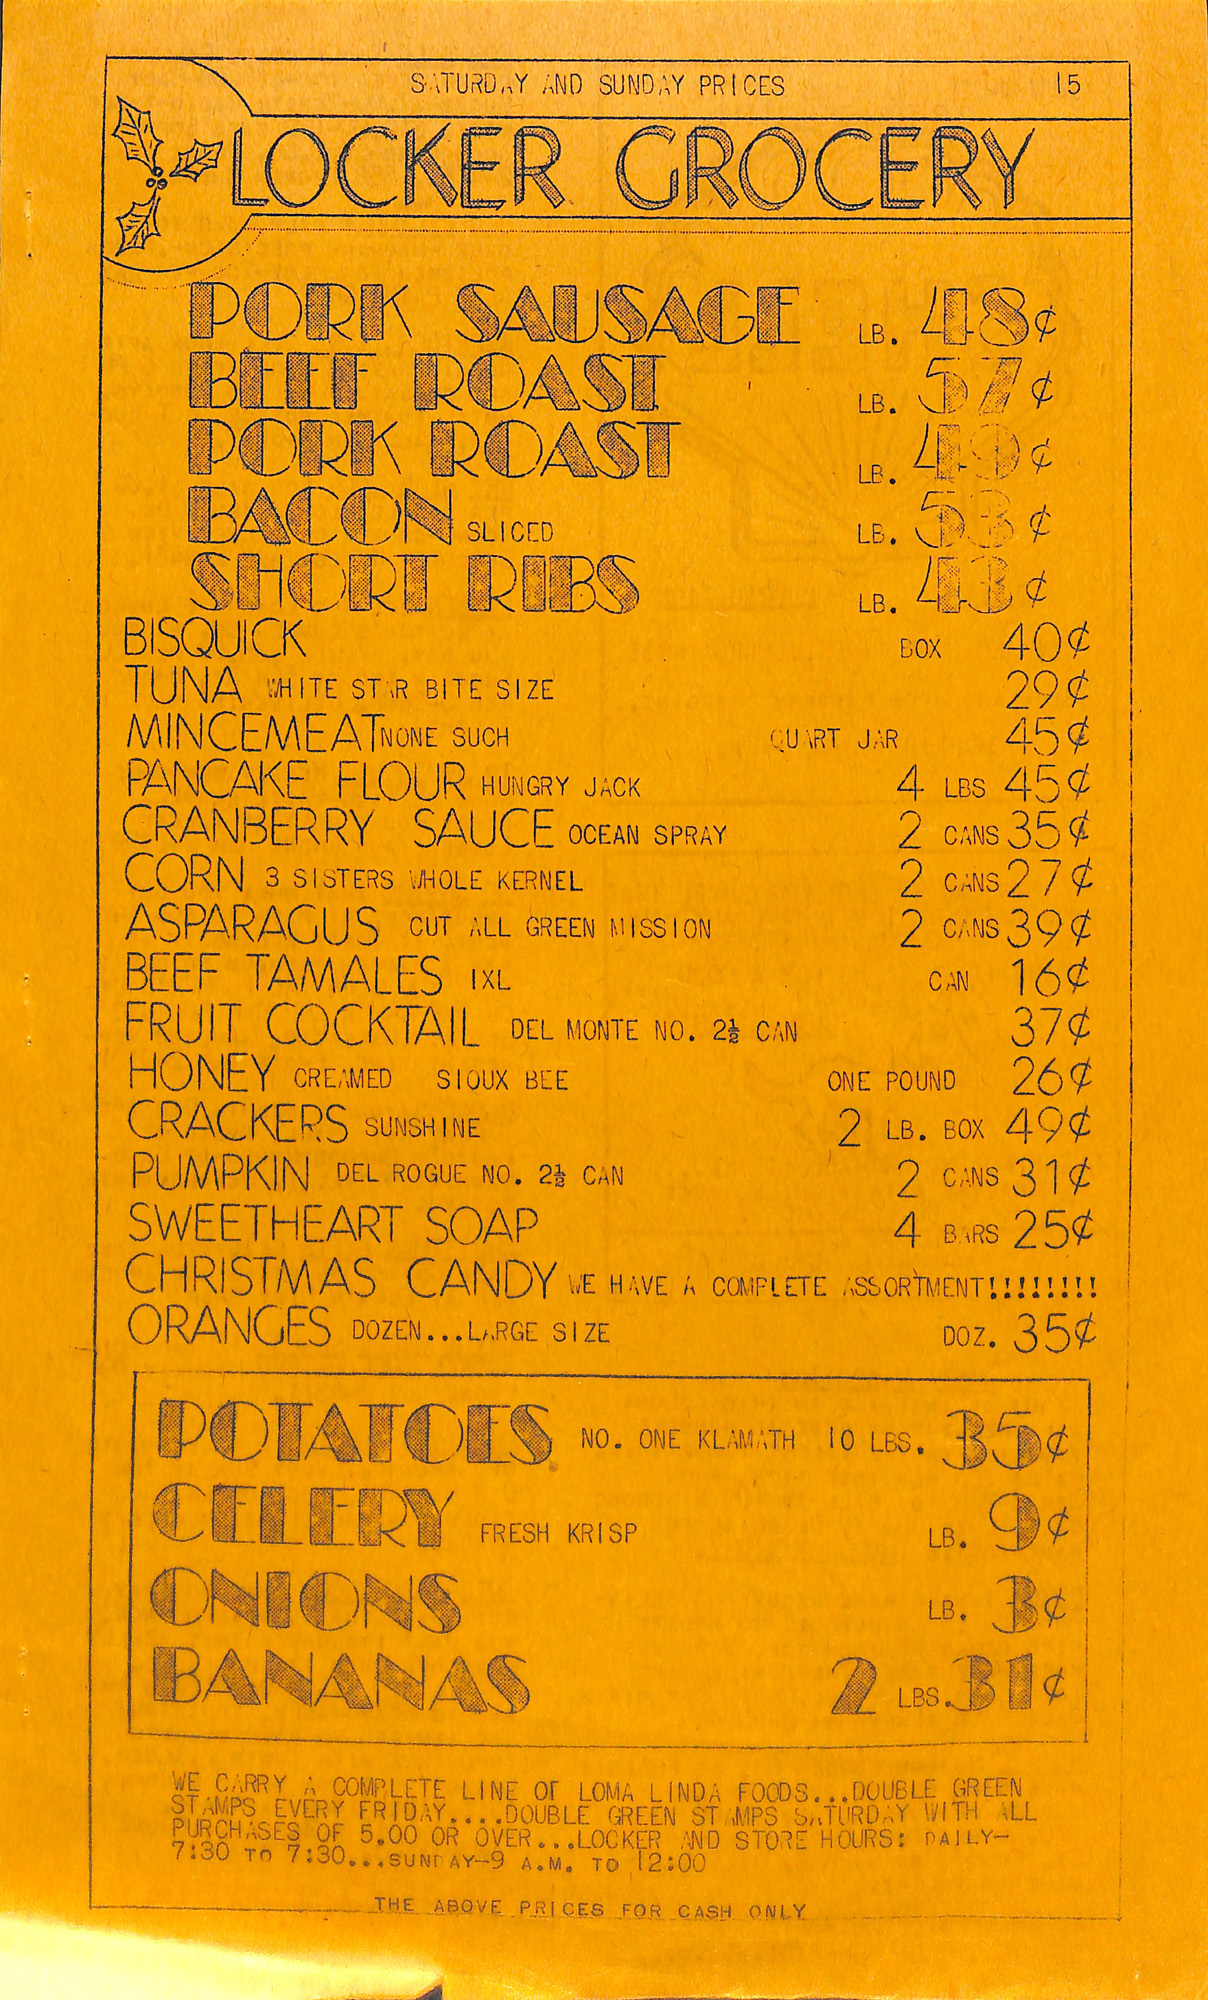 SATURDAY AND SUNDAY PRICES 15
LOCKER GROCERY
PORK SAUSAGE LB. 48¢
BEEF ROAST LB. 57¢
PORK ROAST LB. 49¢
BACON SLICED LB. 53¢
SHORT RIBS LB. 43¢
BISQUICK BOX 40¢
TUNA WHITE STAR BITE SIZE 29¢
MINCEMEAT NONE SUCH QUART JAR 45¢
PANCAKE FLOUR HUNGRY JACK 4 LBS 45¢
CRANBERRY SAUCE OCEAN SPRAY 2 CANS 35¢
CORN 3 SISTERS WHOLE KERNEL 2 CANS 27¢
ASPARAGUS CUT ALL GREEN MISSION 2 CANS 39¢
BEEF TAMALES IXL CAN 16¢
FRUIT COCKTAIL DEL MONTE NO. 2½ CAN 37¢
HONEY CREAMED SIOUX BEE ONE POUND 26¢
CRACKERS SUNSHINE 2 LB. BOX 49¢
PUMPKIN DEL ROGUE NO. 2½ CAN 2 CANS 31¢
SWEETHEART SOAP 4 BARS 25¢
CHRISTMAS CANDY WE HAVE A COMPLETE ASSORTMENT!!!!!!!!
ORANGES DOZEN...LARGE SIZE DOZ. 35¢
POTATOES NO. ONE KLAMATH 10 LBS. 35¢
CELERY FRESH KRISP LB. 9¢
ONIONS LB. 3¢
BANANAS 2 LBS. 31¢
WE CARRY A COMPLETE LINE OF LOMA LINDA FOODS...DOUBLE GREEN
STAMPS EVERY FRIDAY....DOUBLE GREEN STAMPS SATURDAY WITH ALL
PURCHASES OF 5.00 OR OVER...LOCKER AND STORE HOURS: DAILY-
7:30 TO 7:30...SUNDAY-9 A.M. TO 12:00
THE ABOVE PRICES FOR CASH ONLY